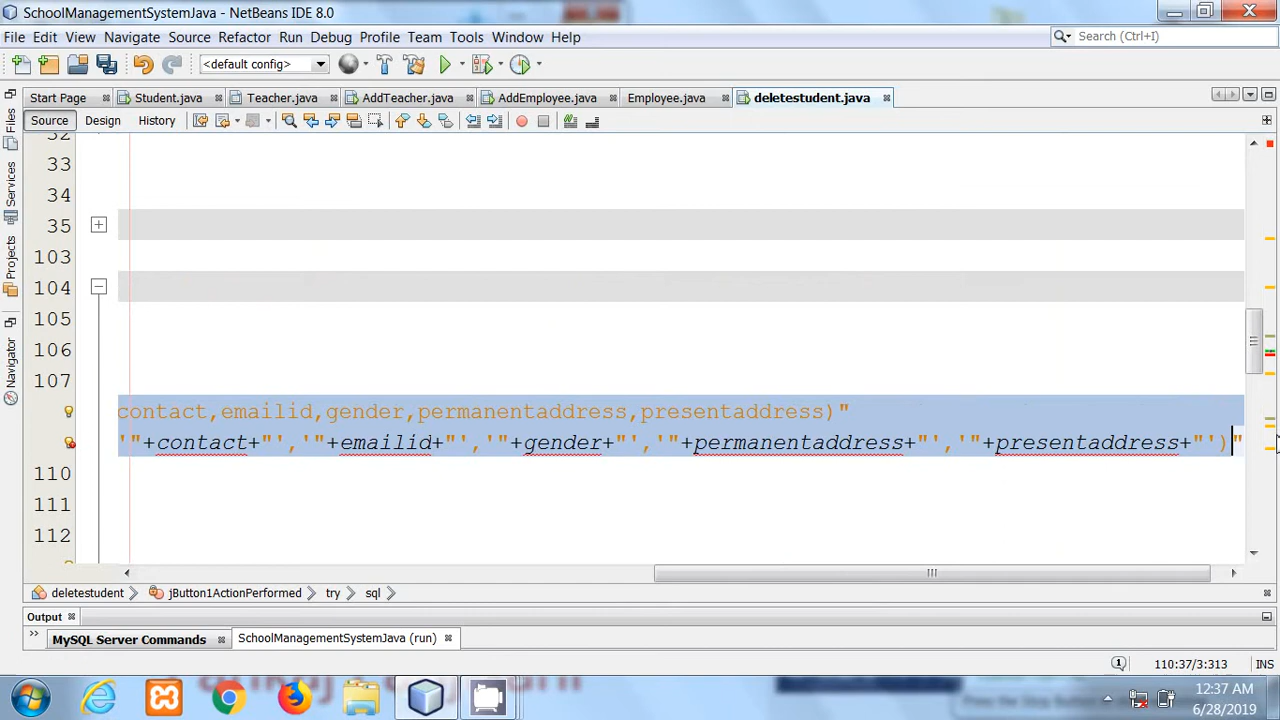 SchoolManagementSystemJava - NetBeans IDE 8.0
File Edit View Navigate Source Refactor Run Debug Profile Team Tools Window Help
Search (Ctrl+I)
<default config>
Start Page Student.java Teacher.java AddTeacher.java AddEmployee.java Employee.java deletestudent.java
Source Design History
Files
Services
Projects
Navigator
32
33
34
35
103
104
105
106
107
contact,emailid,gender,permanentaddress,presentaddress)"
'"+contact+"','"+emailid+"','"+gender+"','"+permanentaddress+"','"+presentaddress+"')"
110
111
112
deletestudent jButton1ActionPerformed try sql
Output
MySQL Server Commands SchoolManagementSystemJava (run)
110:37/3:313 INS
12:37 AM
6/28/2019